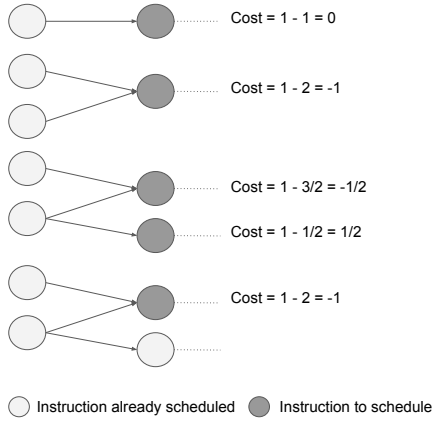 Cost = 1 - 1 = 0
Cost = 1 - 2 = -1
Cost = 1 - 3/2 = -1/2
Cost = 1 - 1/2 = 1/2
Cost = 1 - 2 = -1
Instruction already scheduled Instruction to schedule